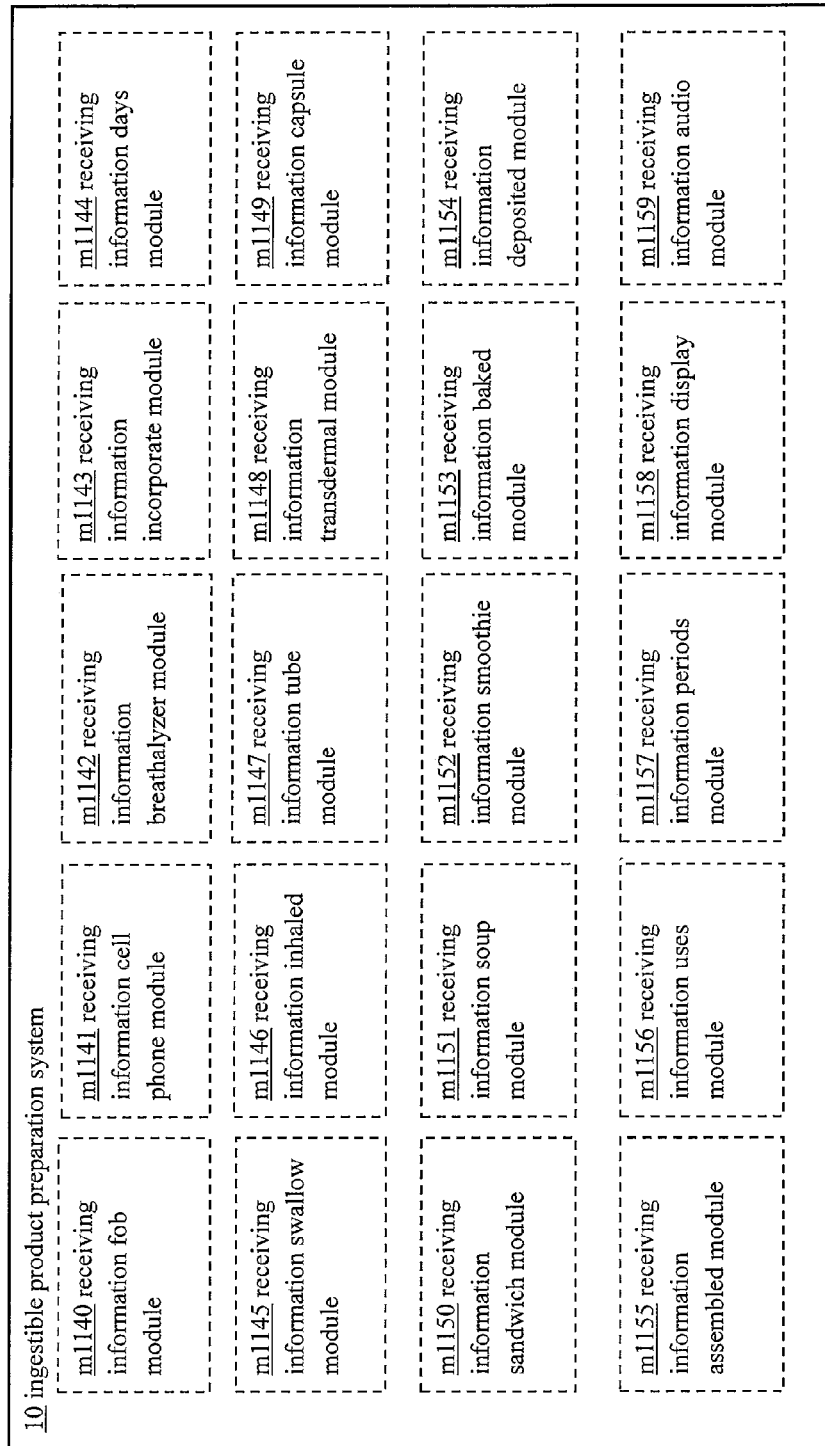 10 ingestible product preparation system
m1140 receiving
information fob
module
m1141 receiving
information cell
phone module
m1142 receiving
information
breathalyzer module
m1143 receiving
information
incorporate module
m1144 receiving
information days
module
m1145 receiving
information swallow
module
m1146 receiving
information inhaled
module
m1147 receiving
information tube
module
m1148 receiving
information
transdermal module
m1149 receiving
information capsule
module
m1150 receiving
information
sandwich module
m1151 receiving
information soup
module
m1152 receiving
information smoothie
module
m1153 receiving
information baked
module
m1154 receiving
information
deposited module
m1155 receiving
information
assembled module
m1156 receiving
information uses
module
m1157 receiving
information periods
module
m1158 receiving
information display
module
m1159 receiving
information audio
module